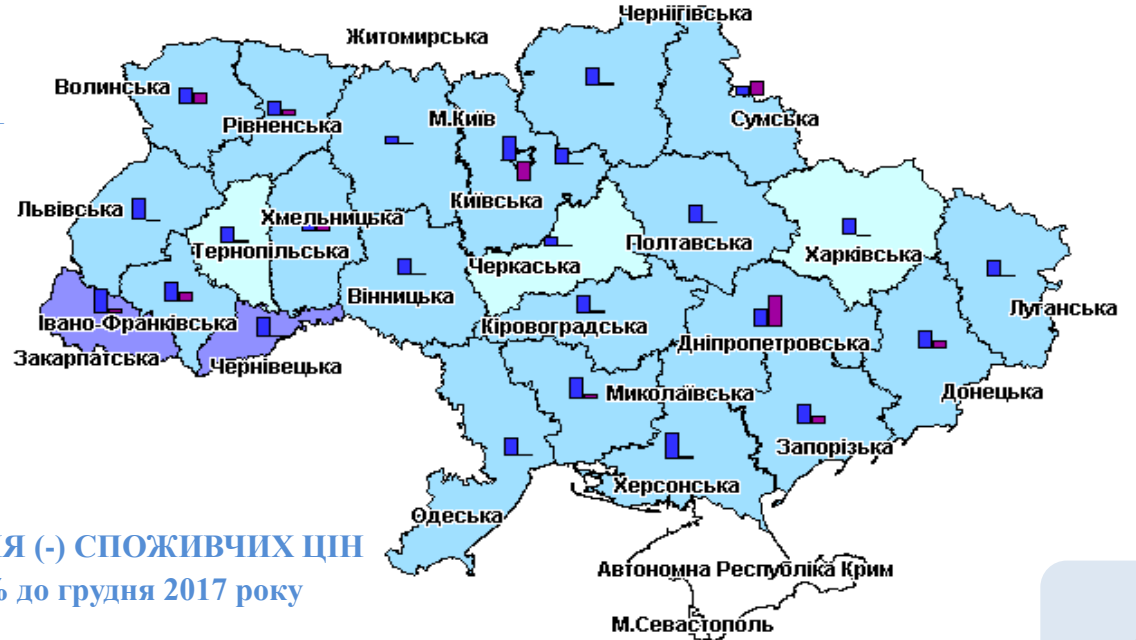 Чернігівська
Житомирська
Волинська
Рівненська
М.Київ
Сумська
Львівська
Хмельницька
Київська
Тернопільська
Черкаська
Полтавська
Харківська
Вінницька
Луганська
Івано-Франківська
Кіровоградська
Закарпатська
Чернівецька
Дніпропетровська
Миколаївська
Донецька
Запорізька
Херсонська
Одеська
(-) СПОЖИВЧИХ ЦІН
до грудня 2017 року
Автономна Республіка Крим
М.Севастополь